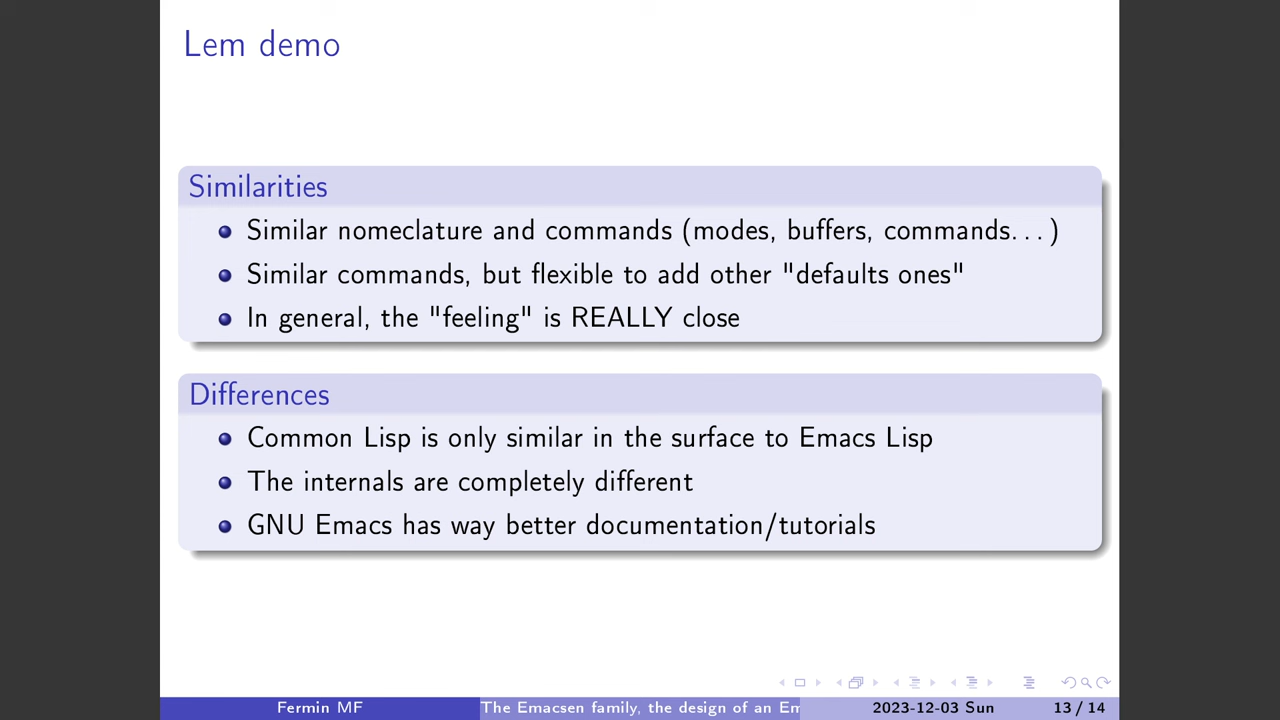 Lem demo
Similarities
Similar nomeclature and commands (modes, buffers, commands...)
Similar commands, but flexible to add other "defaults ones"
In general, the "feeling" is REALLY close
Differences
Common Lisp is only similar in the surface to Emacs Lisp
The internals are completely different
GNU Emacs has way better documentation/tutorials
Fermin MF The Emacsen family, the design of an Em 2023-12-03 Sun 13 / 14